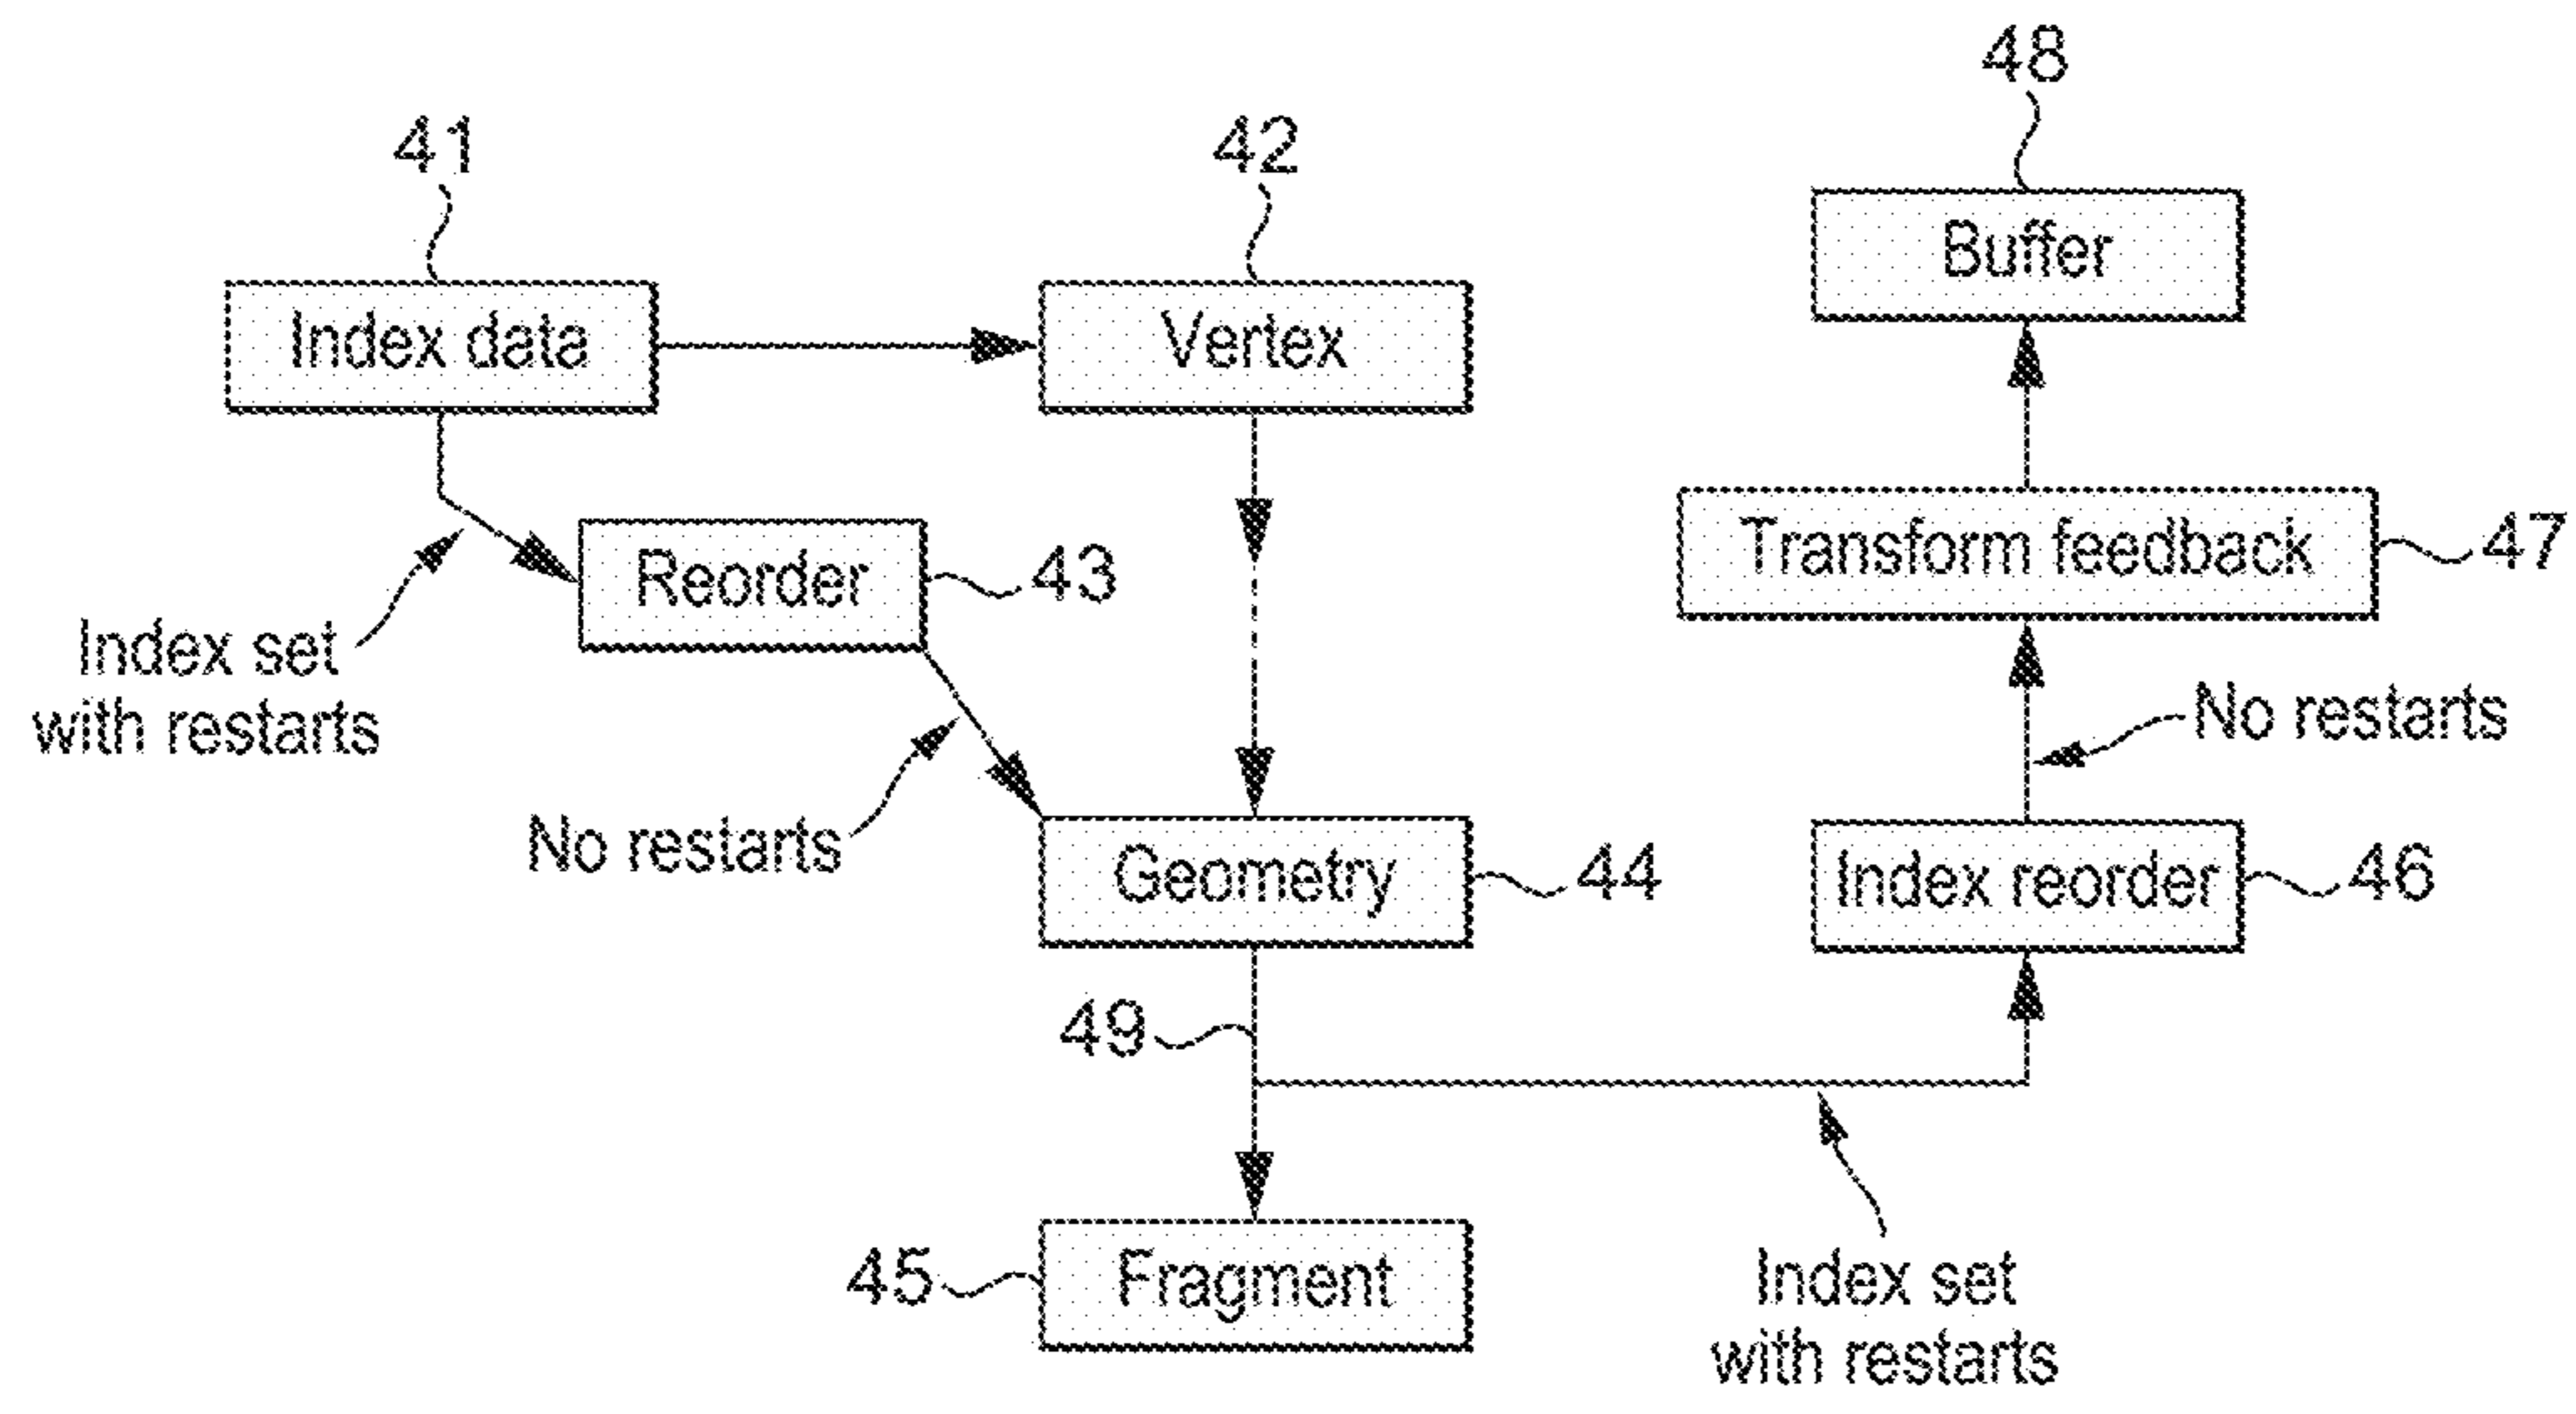 48
41
42
Buffer
Index data
Vertex
Transform feedback
47
Reorder
43
Index set
with restarts
No restarts
No restarts
Geometry
44
Index reorder
46
49
45
Fragment
Index set
with restarts